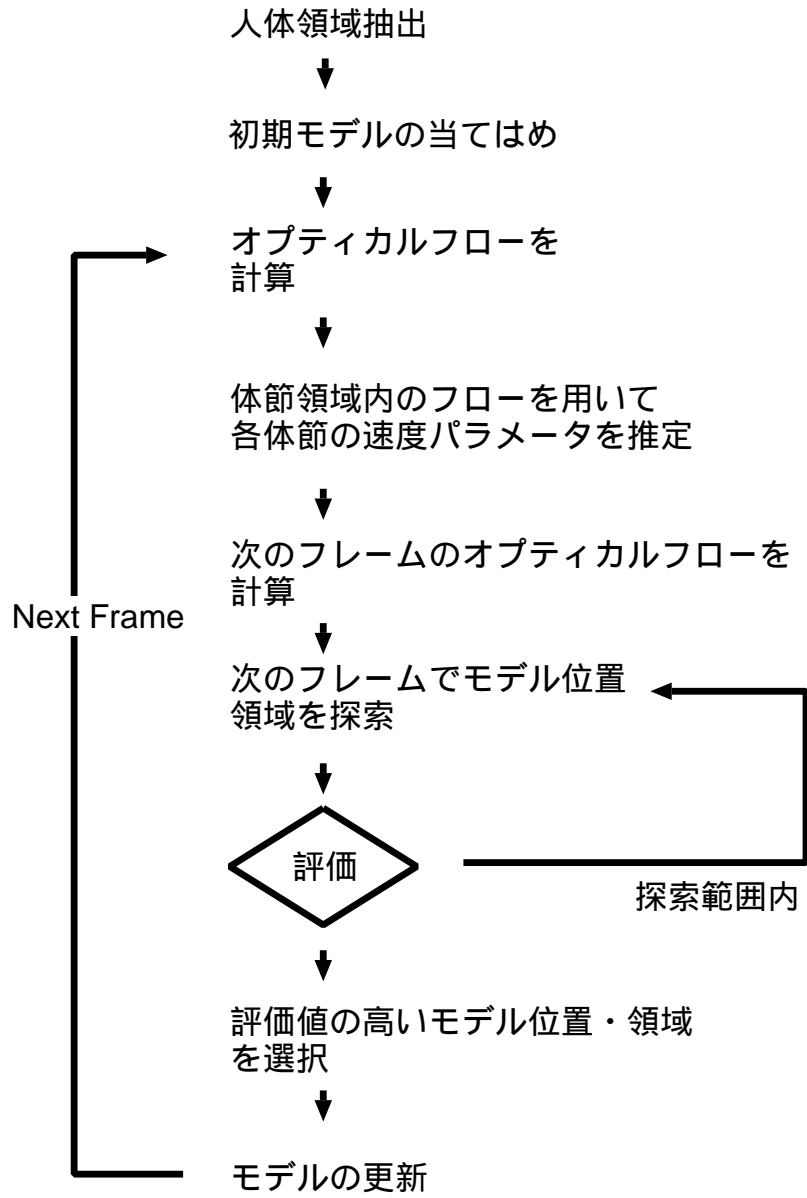 人体領域抽出
初期モデルの当てはめ
オプティカルフローを
計算
体節領域内のフローを用いて
各体節の速度パラメータを推定
次のフレームのオプティカルフローを
計算
Next Frame
次のフレームでモデル位置
領域を探索
評価
探索範囲内
評価値の高いモデル位置・領域
を選択
モデルの更新